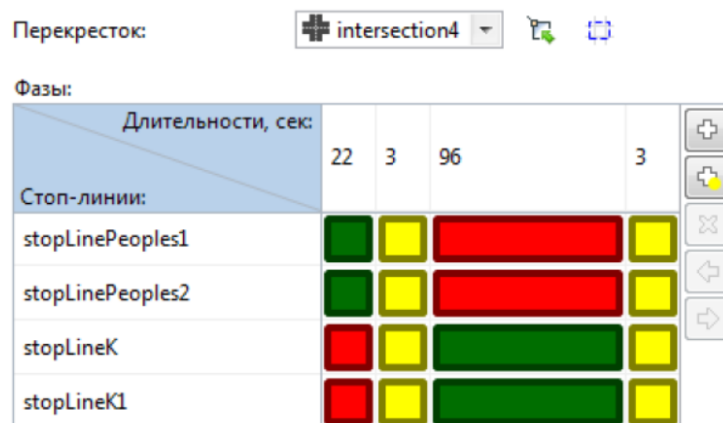 Перекресток: intersection4
Фазы:
Длительности, сек: 22 3 96 3
Стоп-линии:
stopLinePeoples1
stopLinePeoples2
stopLineK
stopLineK1